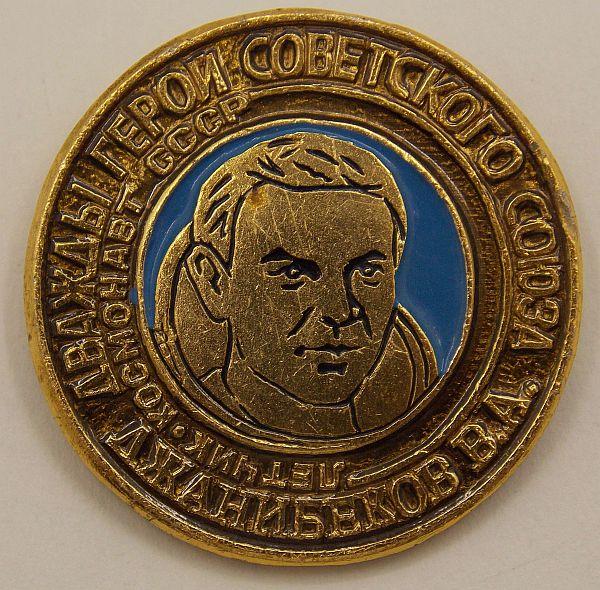 ДВАЖДЫ ГЕРОЙ СОВЕТСКОГО СОЮЗА
ДЖАНИБЕКОВ В.А.
ЛЕТЧИК-КОСМОНАВТ СССР